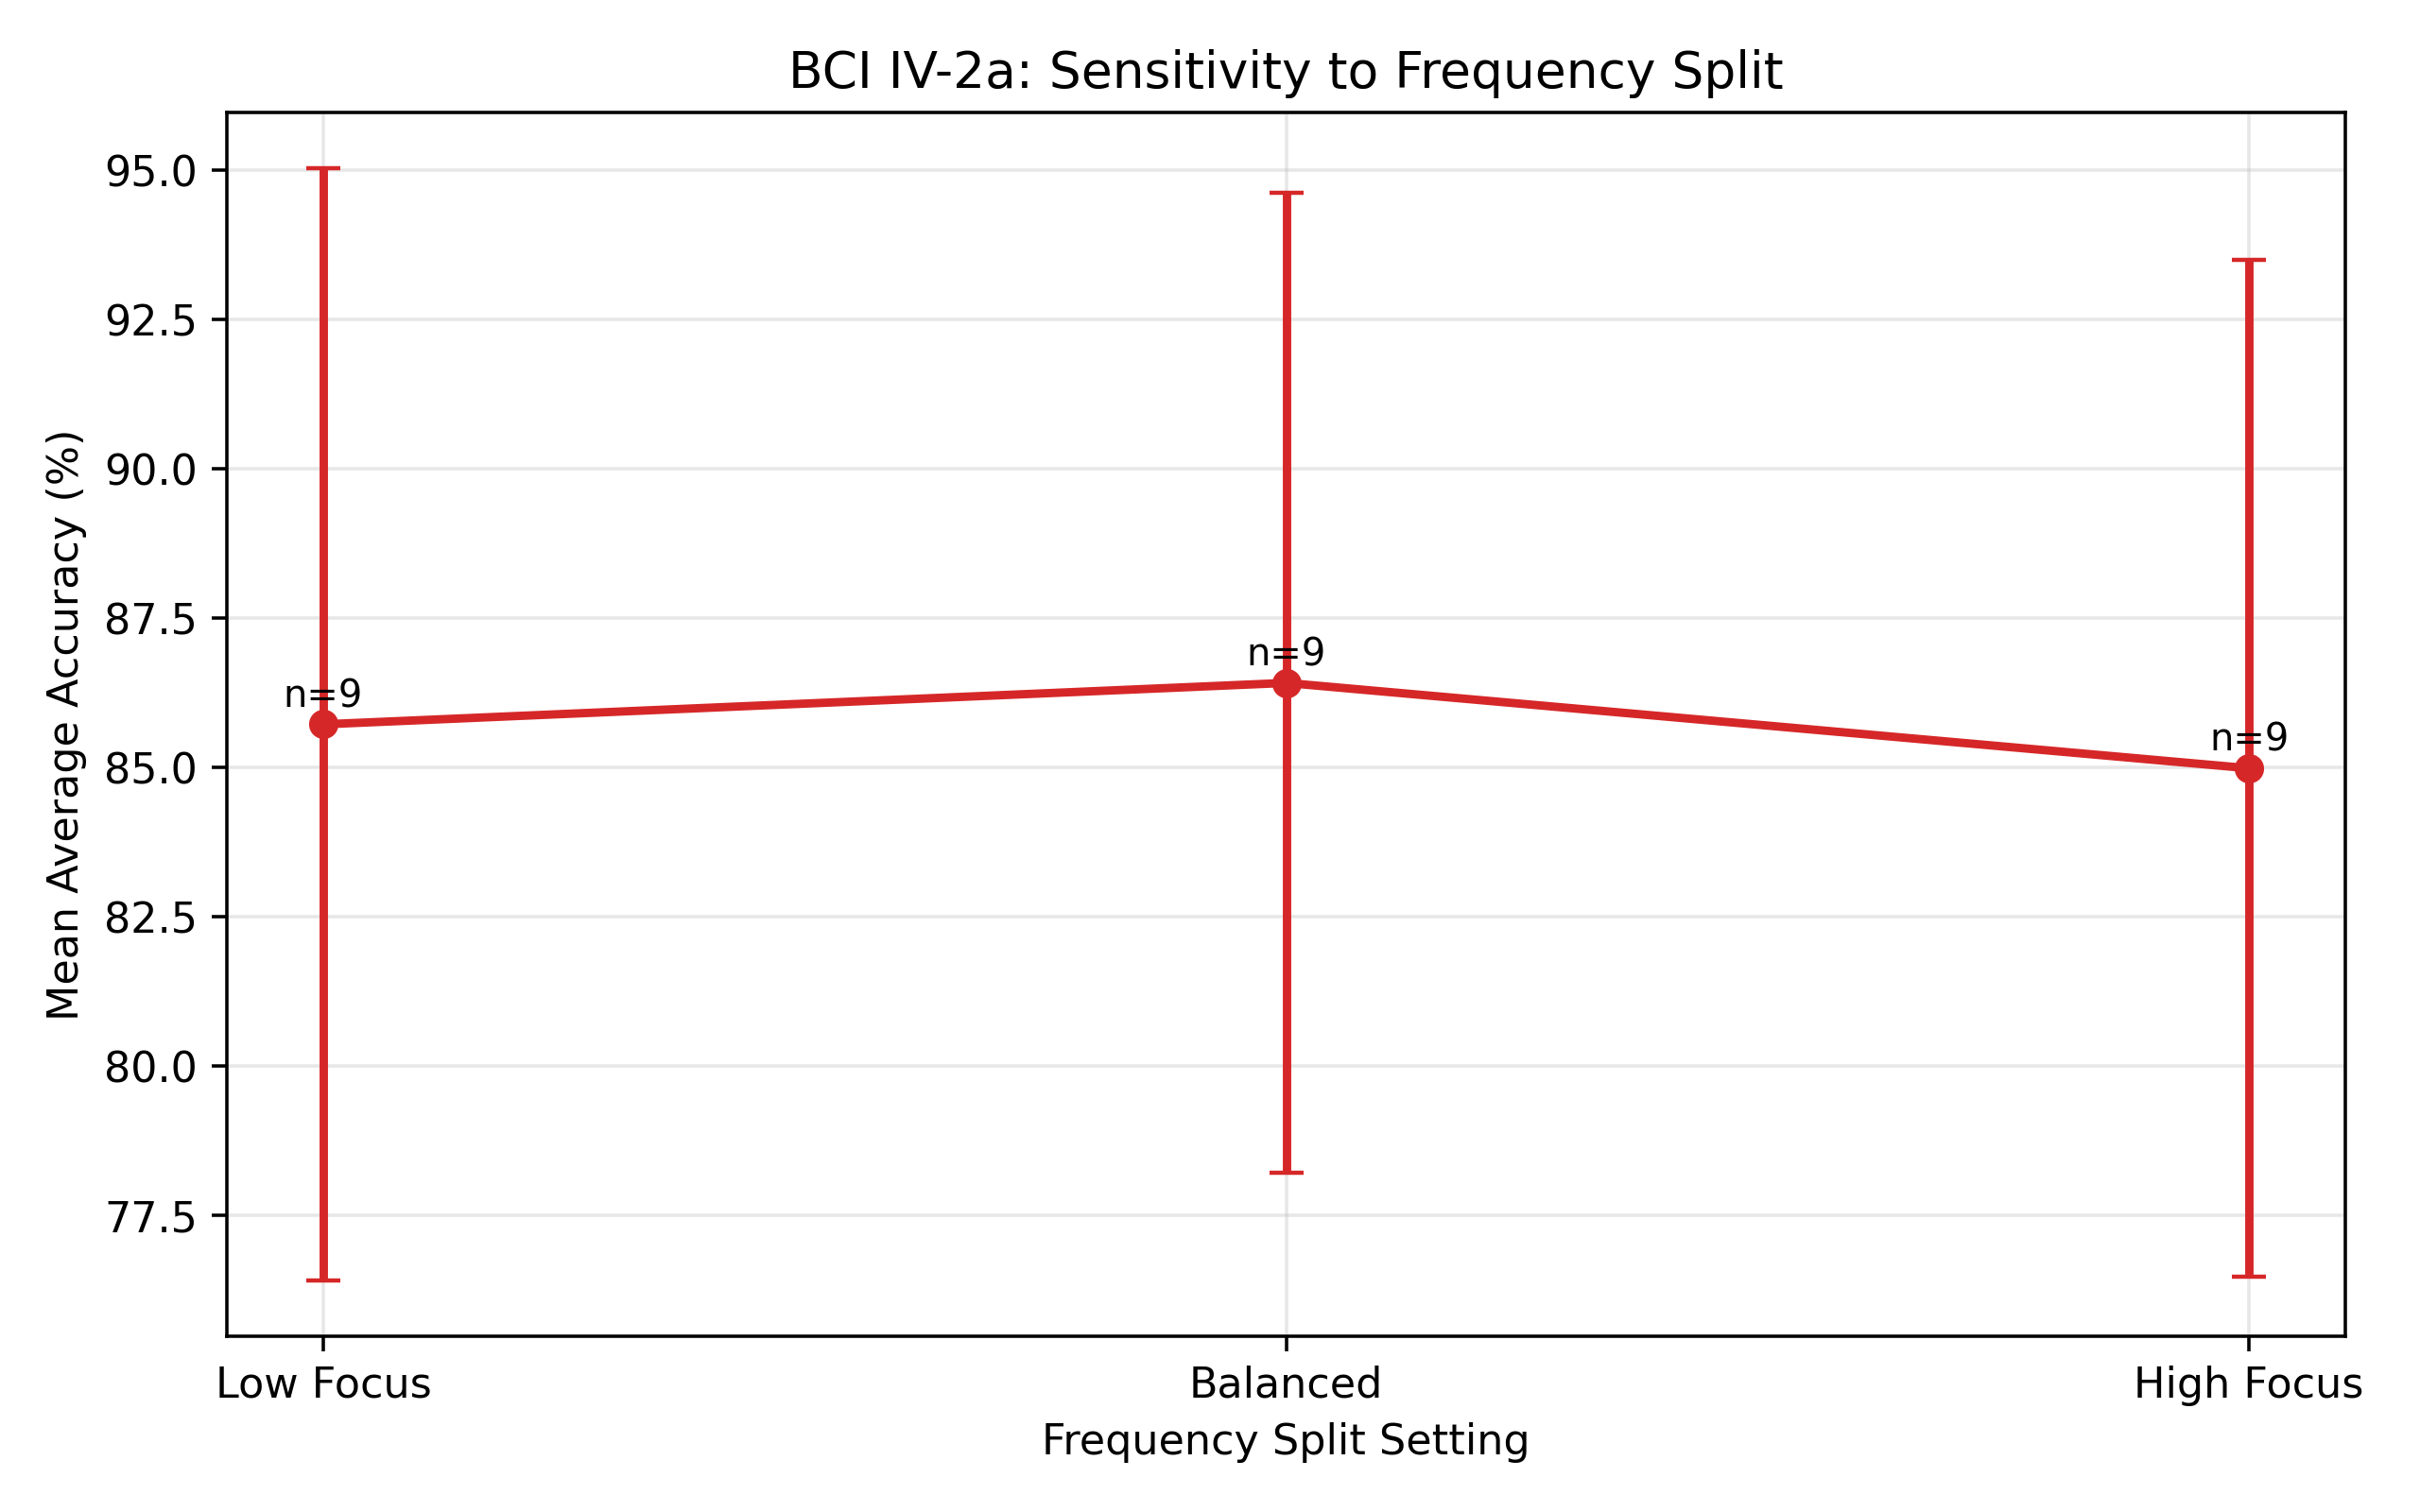 BCI IV-2a: Sensitivity to Frequency Split
Mean Average Accuracy (%)
95.0
92.5
90.0
87.5
85.0
82.5
80.0
77.5
n=9
n=9
n=9
Low Focus
Balanced
High Focus
Frequency Split Setting